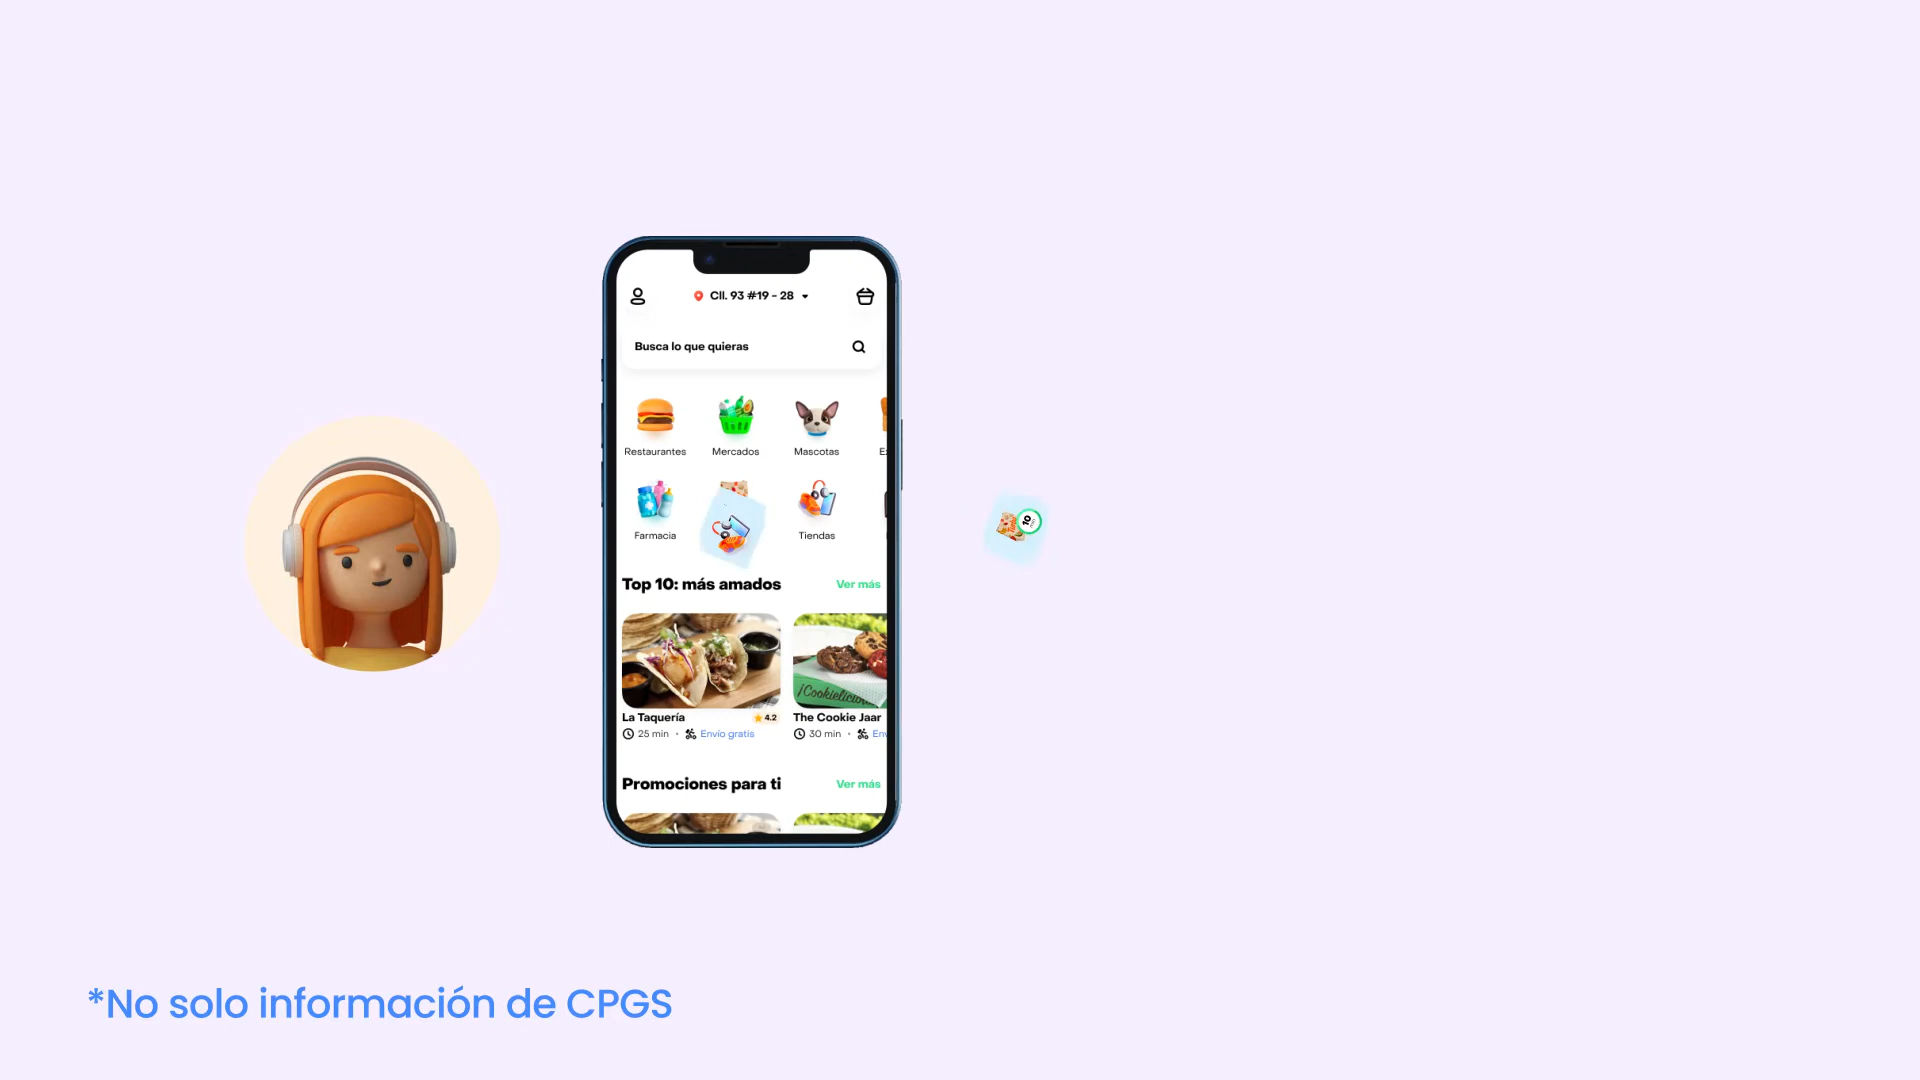 Cll. 93 #19 - 28
Busca lo que quieras
Restaurantes Mercados Mascotas
Farmacia Tiendas
10
Top 10: más amados Ver más
¡Cookielicio
La Taquería 4.2 The Cookie Jaar
25 min • Envío gratis 30 min •
Promociones para ti Ver más
*No solo información de CPGS